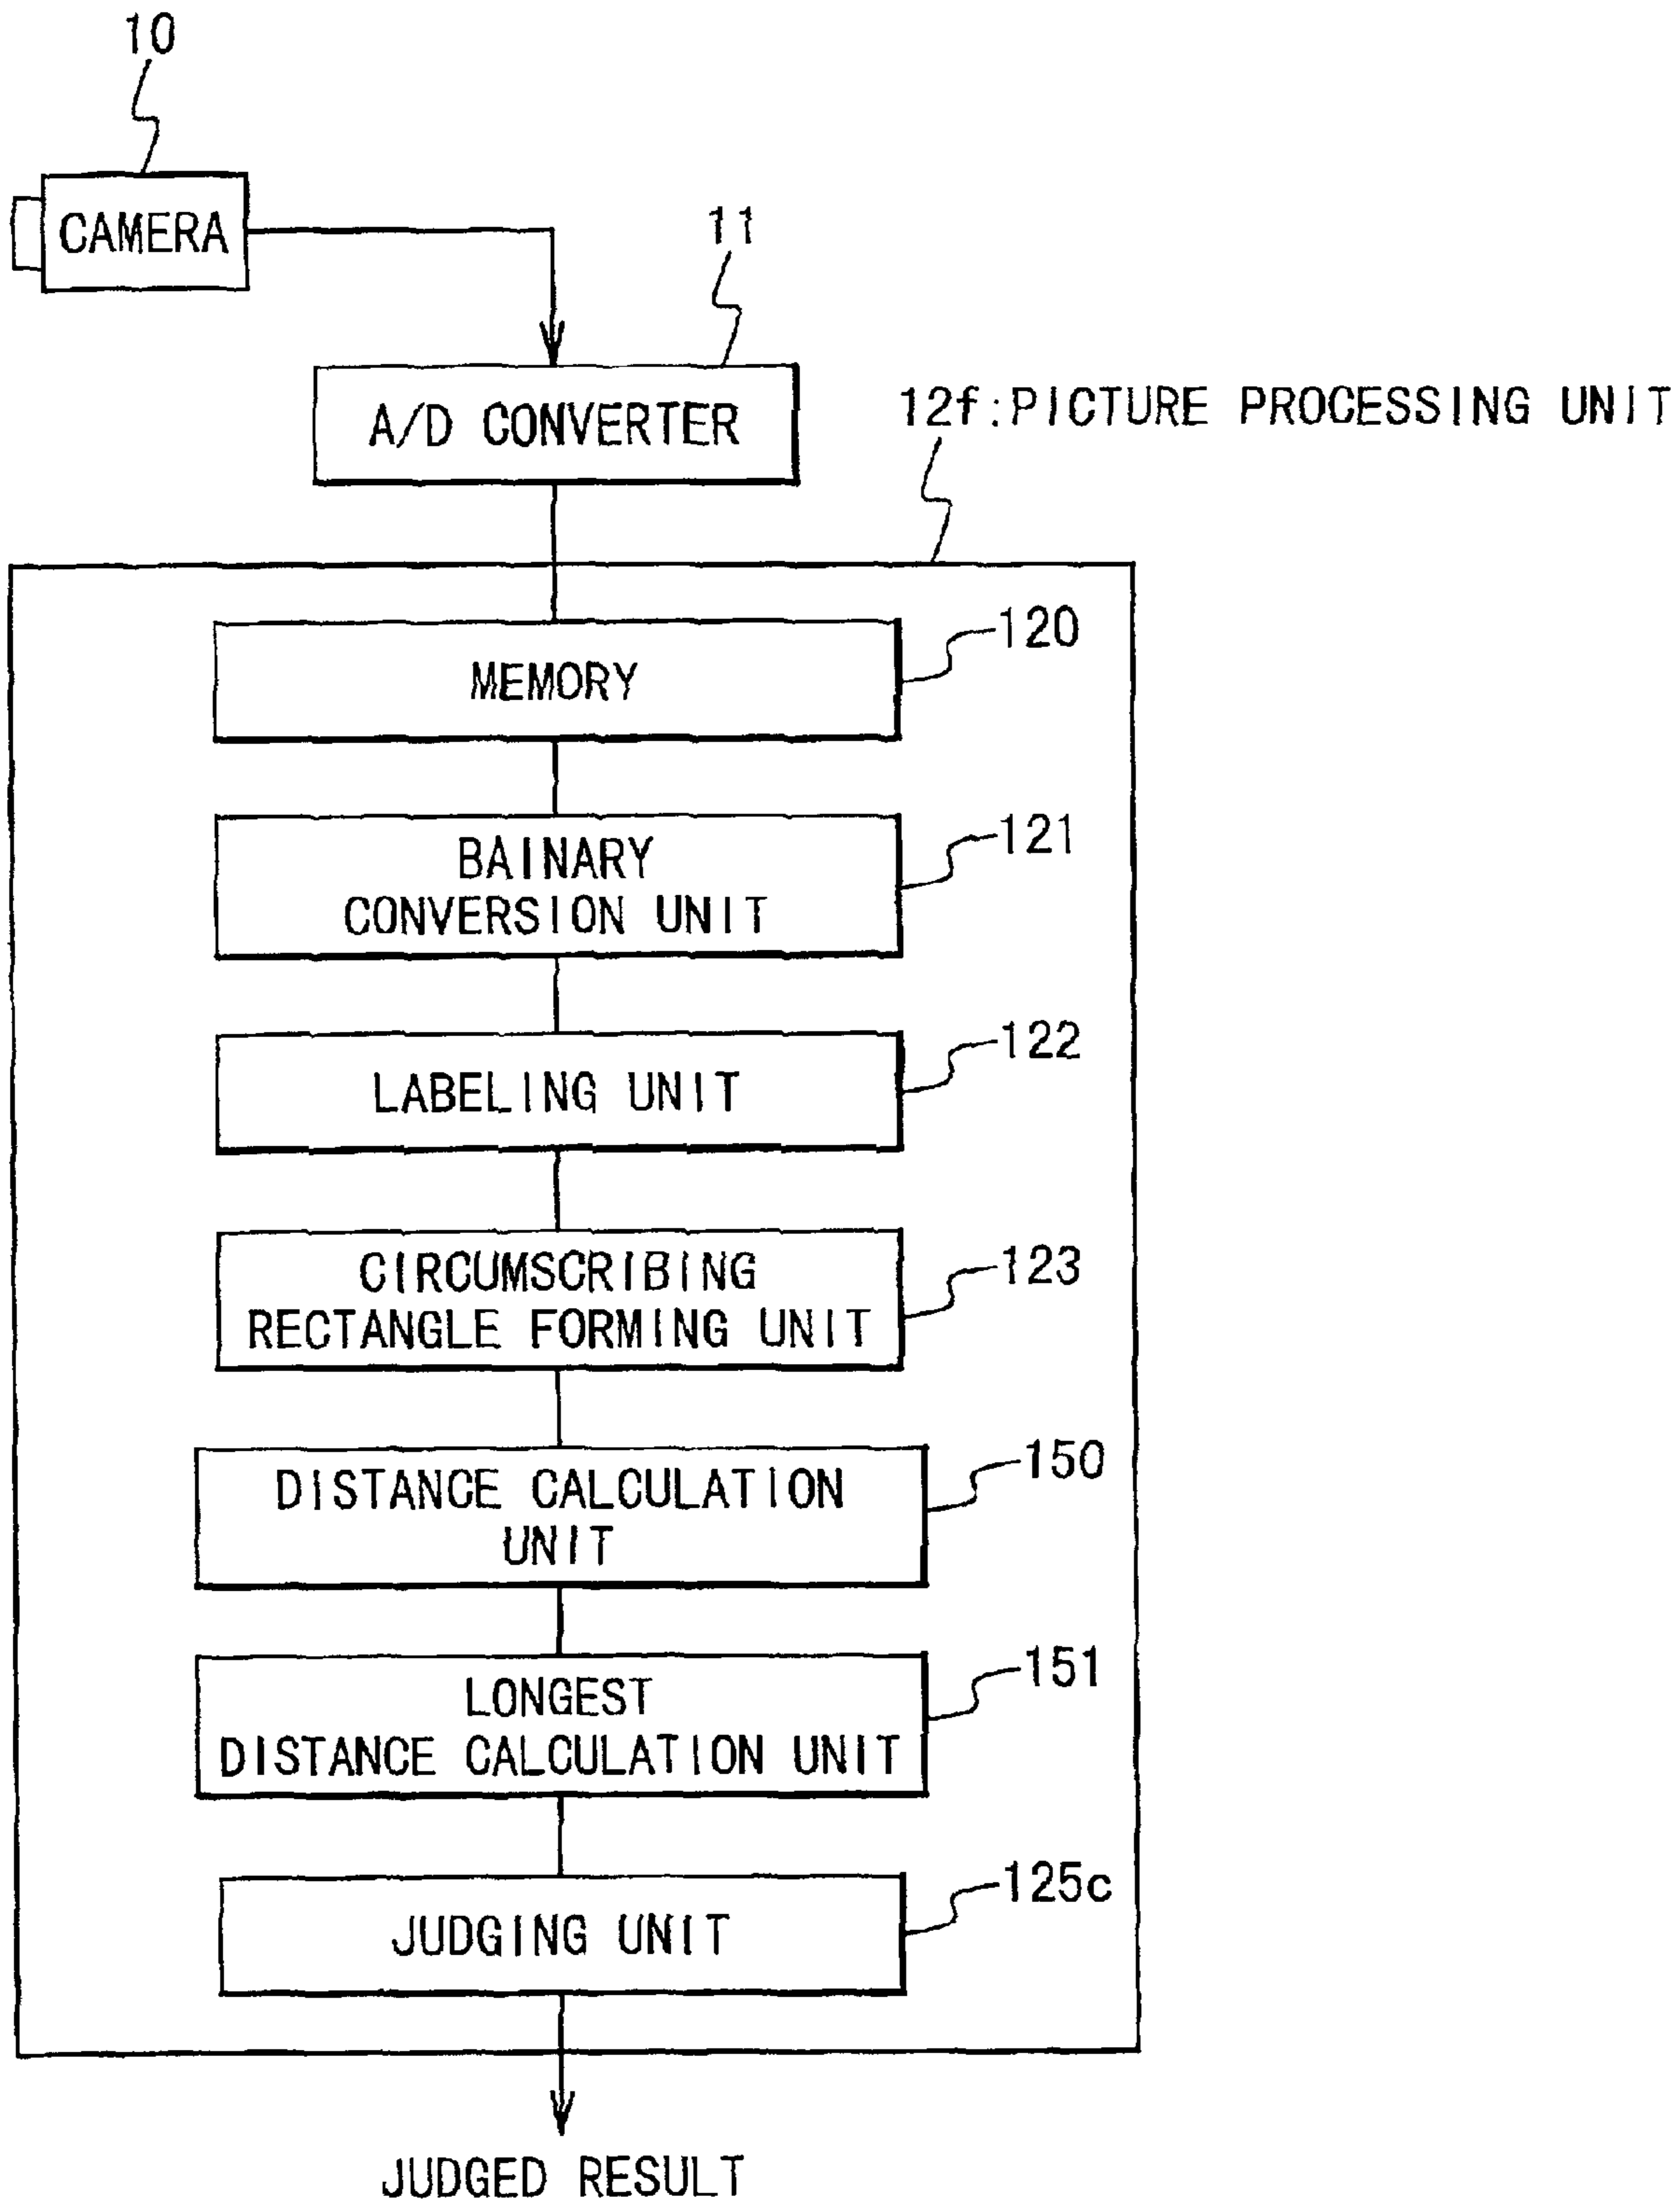 10
CAMERA
11
A/D CONVERTER
12f:PICTURE PROCESSING UNIT
120
MEMORY
121
BAINARY
CONVERSION UNIT
122
LABELING UNIT
123
CIRCUMSCRIBING
RECTANGLE FORMING UNIT
150
DISTANCE CALCULATION
UNIT
151
LONGEST
DISTANCE CALCULATION UNIT
125c
JUDGING UNIT
JUDGED RESULT